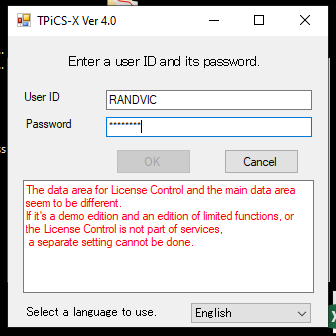 TPiCS-X Ver 4.0
Enter a user ID and its password.
User ID
RANDVIC
Password
********
OK
Cancel
The data area for License Control and the main data area
seem to be different.
If it's a demo edition and an edition of limited functions, or
the License Control is not part of services,
a separate setting cannot be done.
Select a language to use.
English